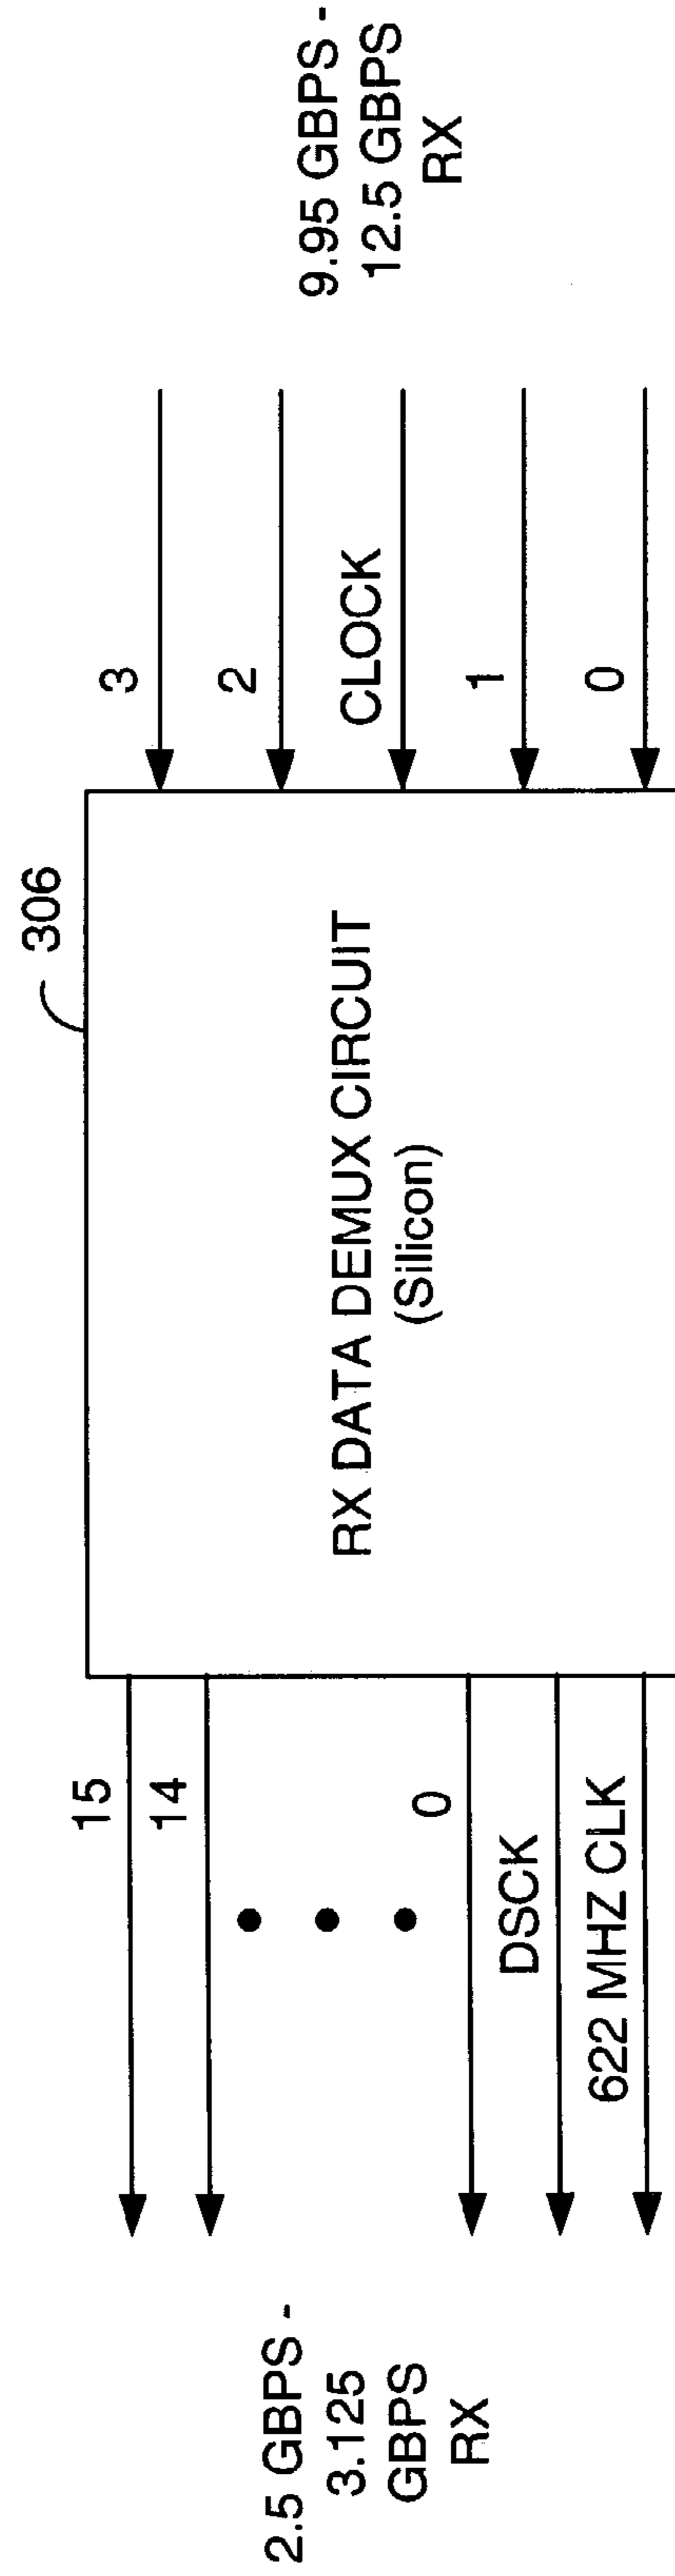 306
15
14
0
DSCK
622 MHZ CLK
2.5 GBPS -
3.125
GBPS
RX
RX DATA DEMUX CIRCUIT
(Silicon)
3
2
CLOCK
1
0
9.95 GBPS -
12.5 GBPS
RX